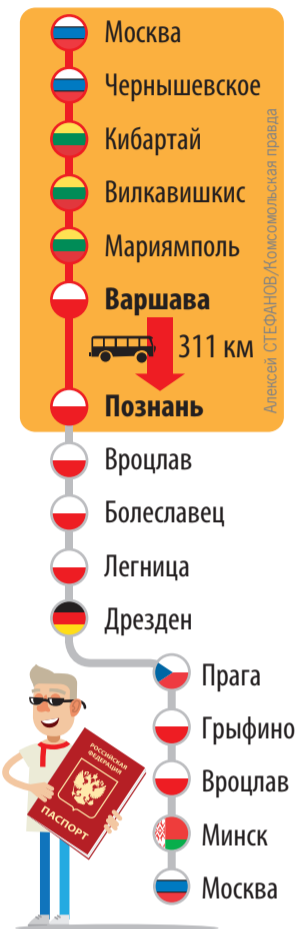 Москва
Чернышевское
Кибартай
Вилкавишкис
Мариямполь
Варшава
311 км
Познань
Алексей СТЕФАНОВ/Комсомольская правда
Вроцлав
Болеславец
Легница
Дрезден
Прага
Грыфино
Вроцлав
Минск
Москва
РОССИЙСКАЯ
ФЕДЕРАЦИЯ
ПАСПОРТ